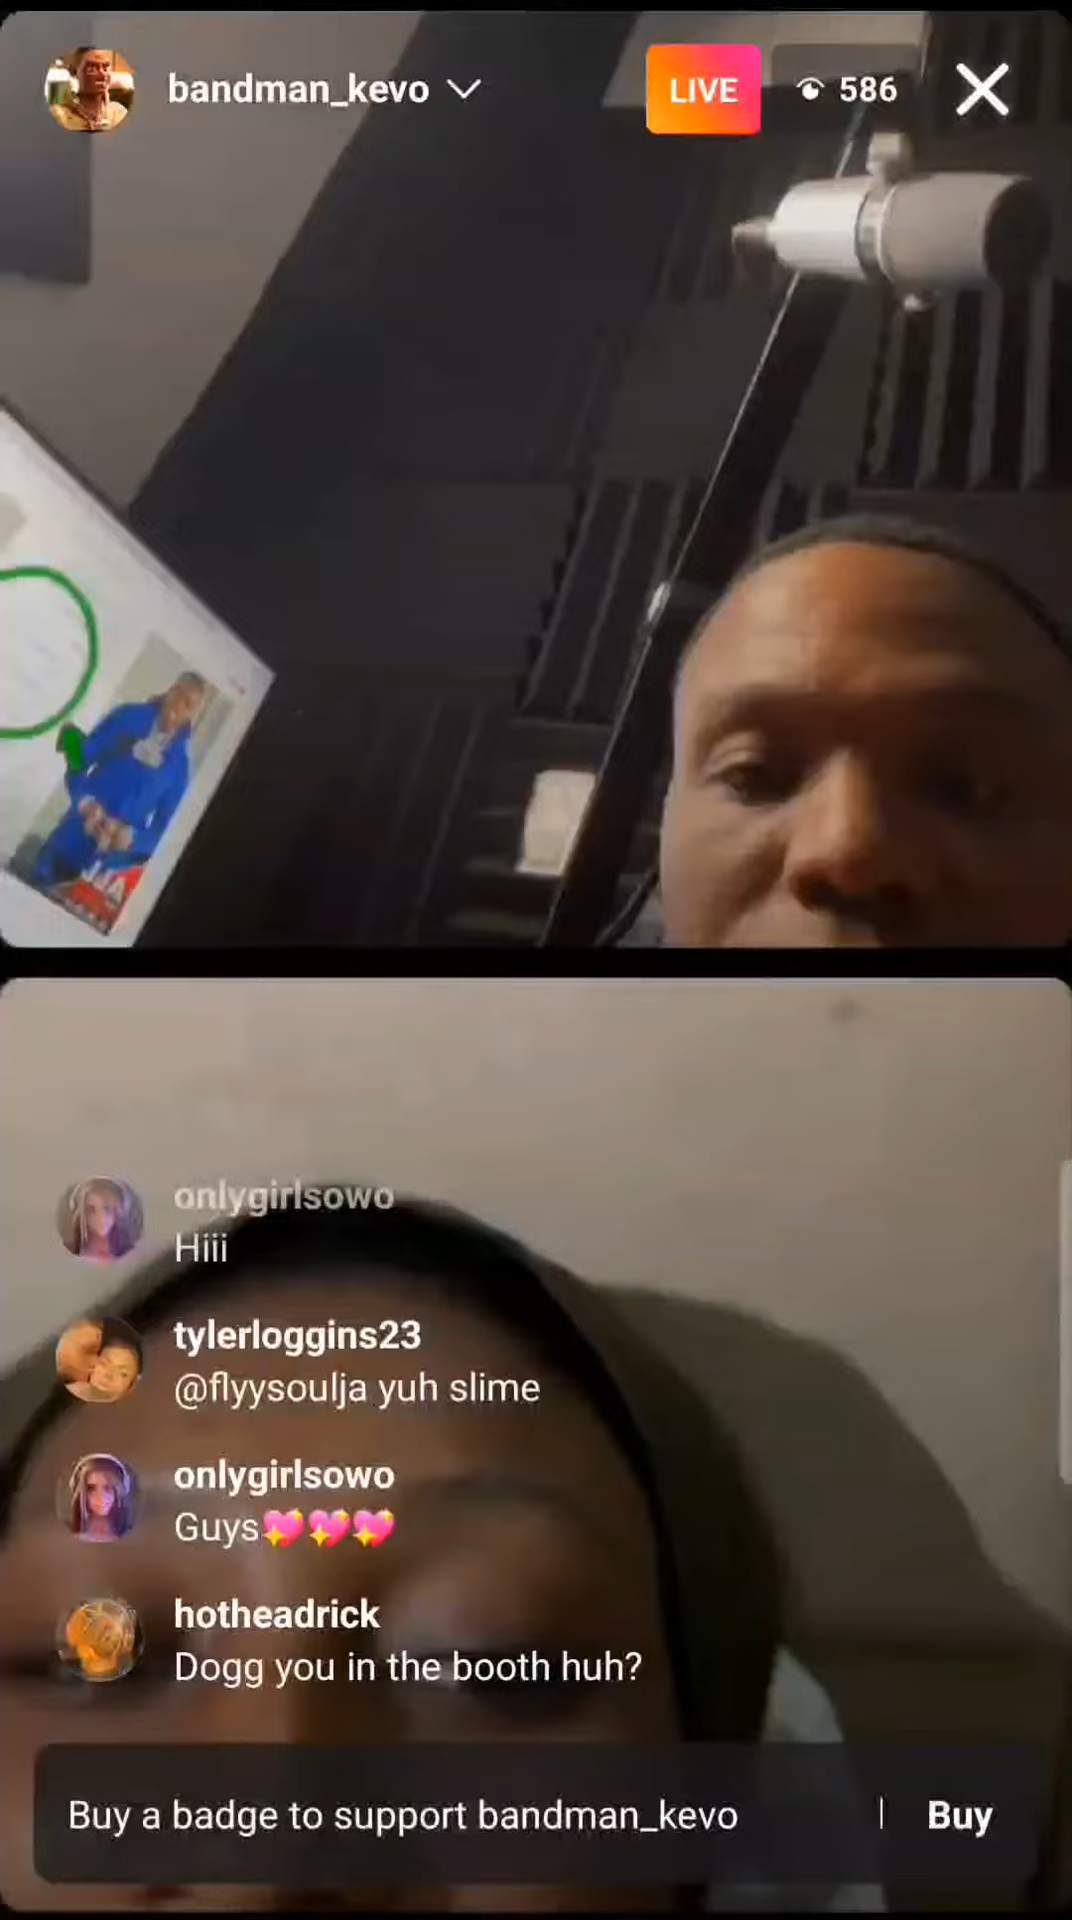 bandman_kevo
LIVE
586
onlygirlsowo
Hiii
tylerloggins23
@flyysoulja yuh slime
onlygirlsowo
Guys💖💖💖
hotheadrick
Dogg you in the booth huh?
Buy a badge to support bandman_kevo | Buy